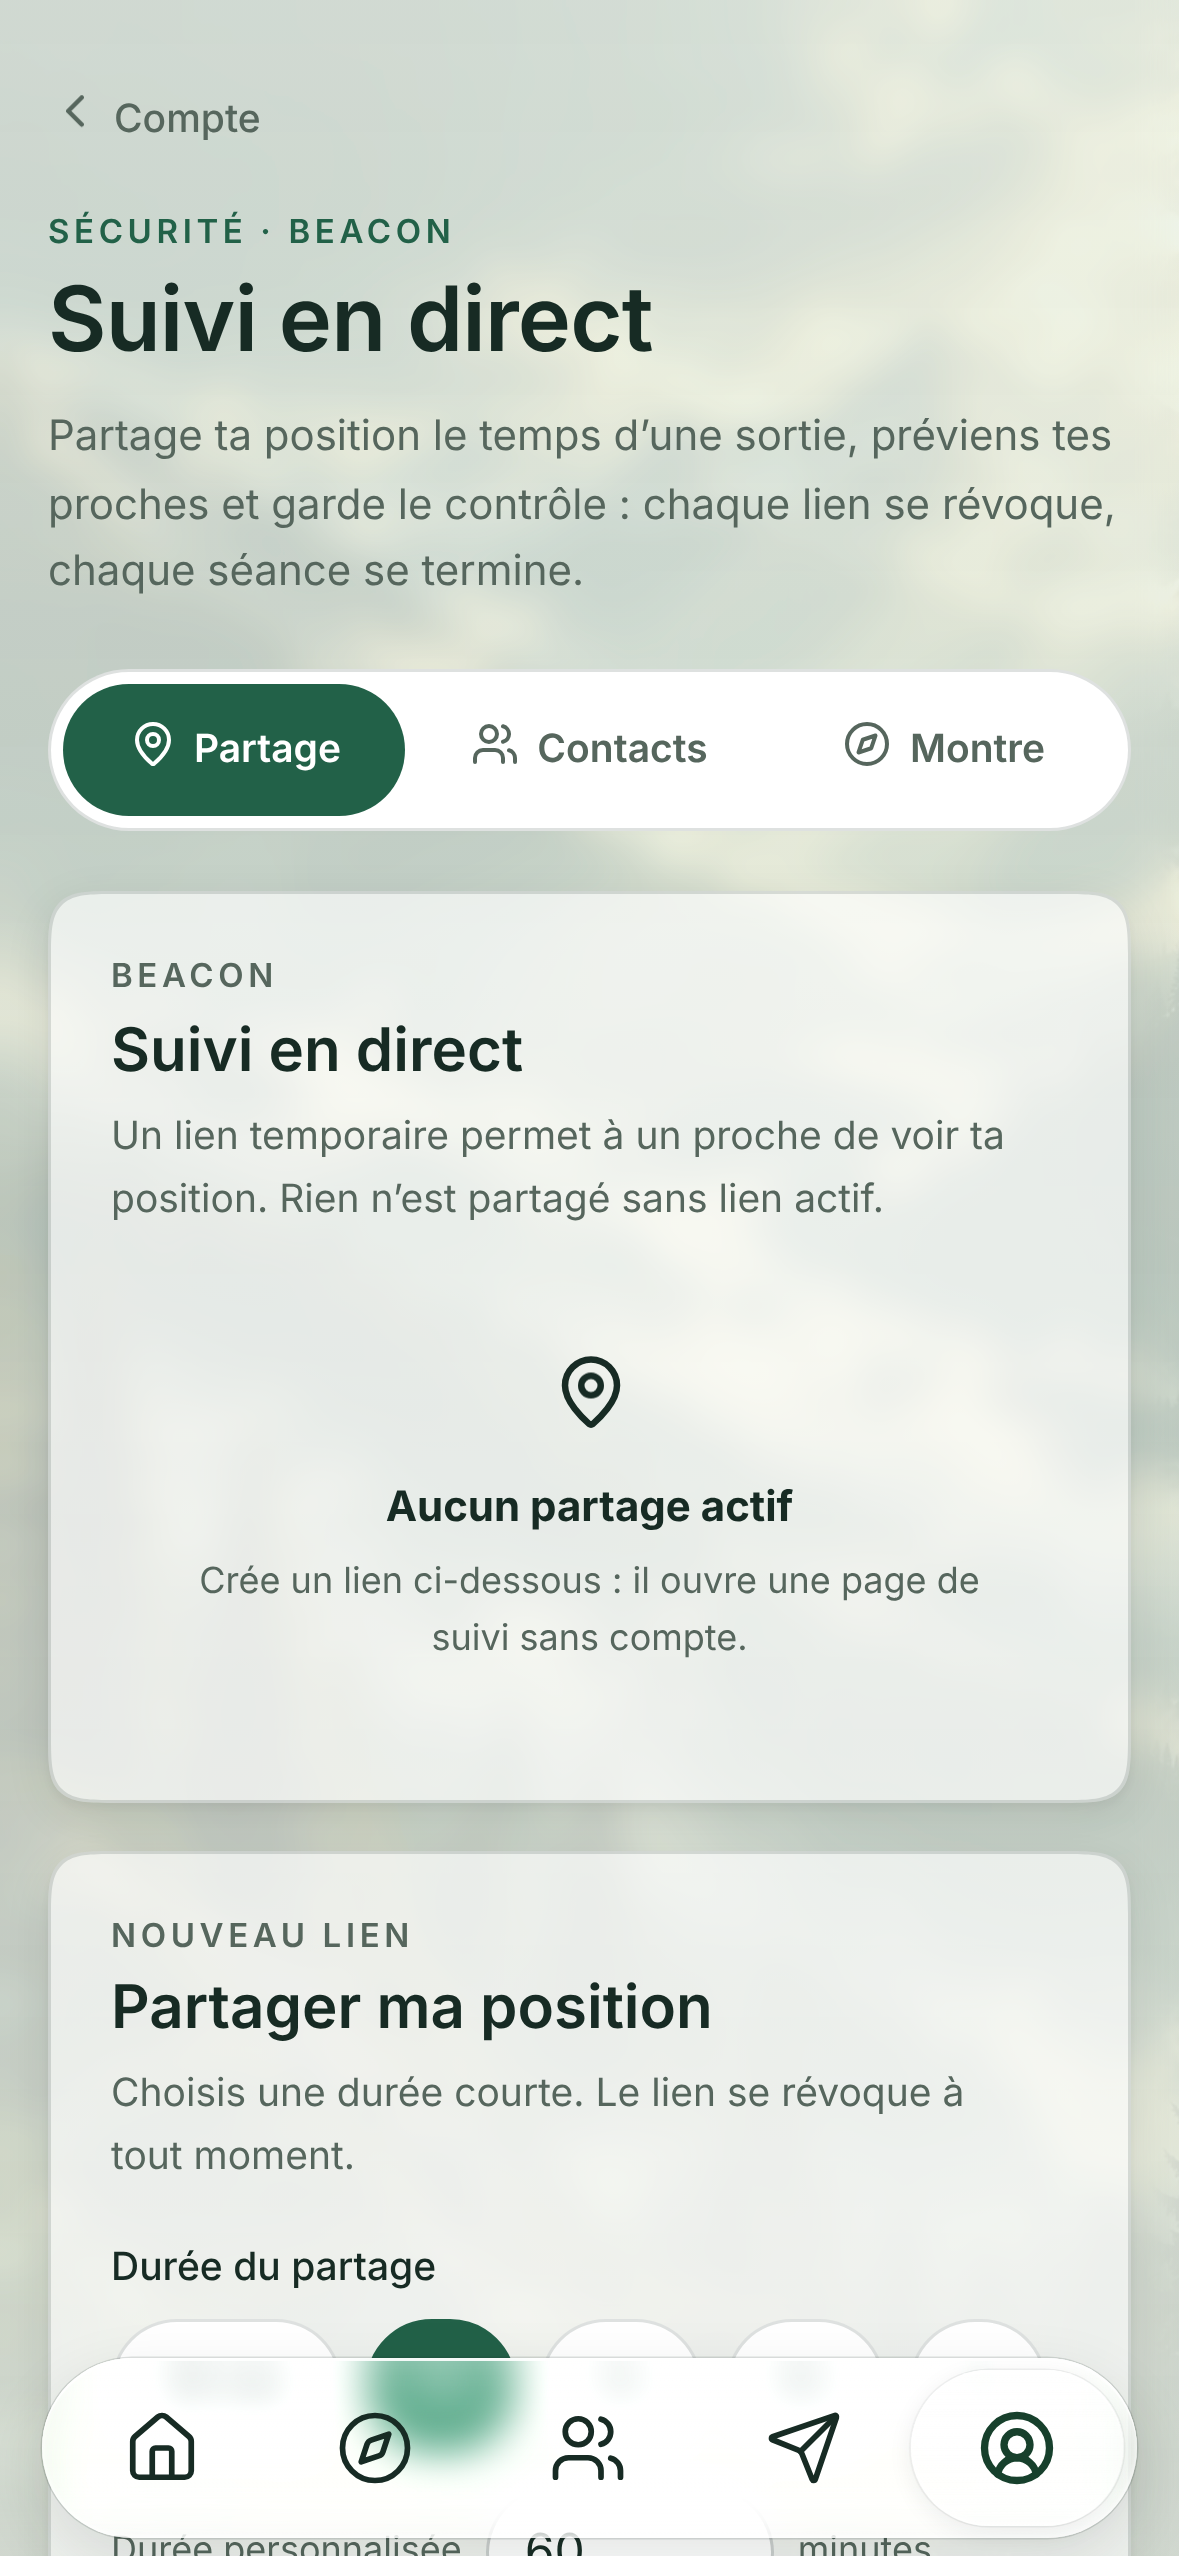 Compte
SÉCURITÉ · BEACON
Suivi en direct
Partage ta position le temps d’une sortie, préviens tes
proches et garde le contrôle : chaque lien se révoque,
chaque séance se termine.
Partage
Contacts
Montre
BEACON
Suivi en direct
Un lien temporaire permet à un proche de voir ta
position. Rien n’est partagé sans lien actif.
Aucun partage actif
Crée un lien ci-dessous : il ouvre une page de
suivi sans compte.
NOUVEAU LIEN
Partager ma position
Choisis une durée courte. Le lien se révoque à
tout moment.
Durée du partage
Durée personnalisée 60 minutes